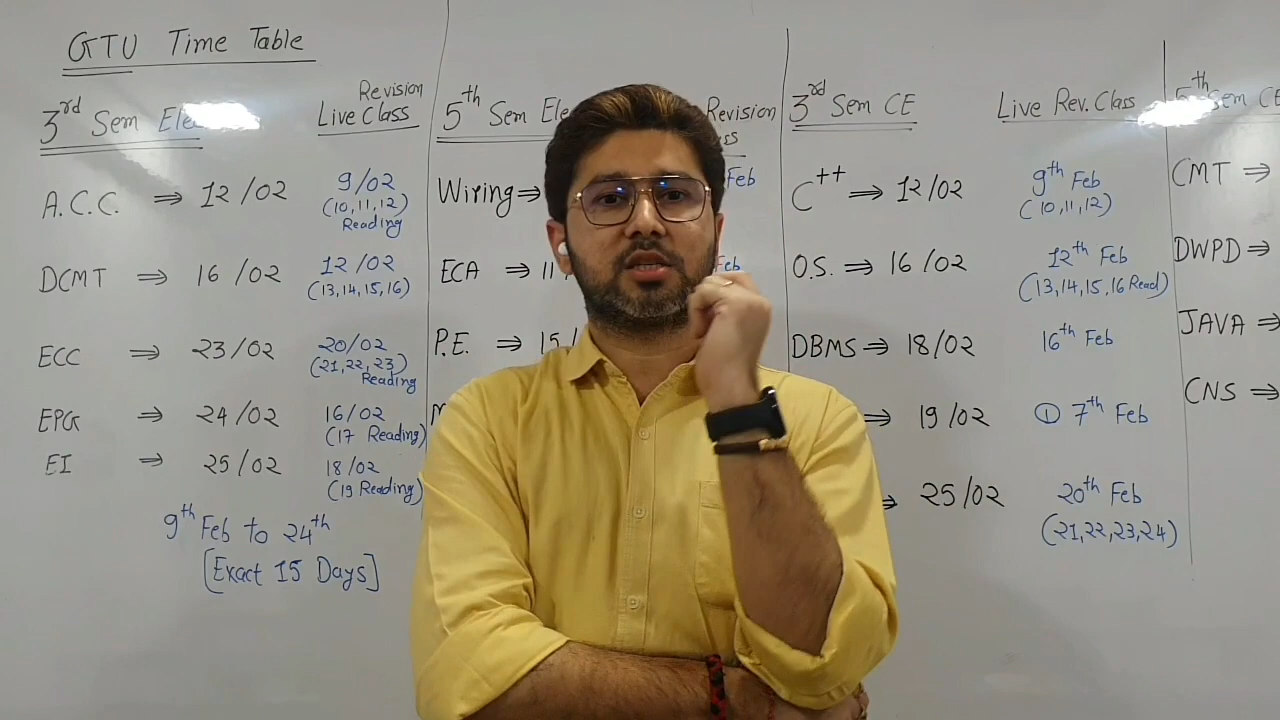 GTU Time Table
3rd Sem Ele
Revision
Live Class
A.C.C. ⇒ 12/02
9/02
(10,11,12)
Reading
DCMT ⇒ 16/02
12/02
(13,14,15,16)
ECC ⇒ 23/02
20/02
(21,22,23)
Reading
EPG ⇒ 24/02
16/02
(17 Reading)
EI ⇒ 25/02
18/02
(19 Reading)
9th Feb to 24th
[Exact 15 Days]
5th Sem Ele
Revision
Wiring ⇒
Feb
ECA ⇒ 11
Feb
P.E. ⇒ 15/
3rd Sem CE
Live Rev. Class
C++ ⇒ 12/02
9th Feb
(10,11,12)
O.S. ⇒ 16/02
12th Feb
(13,14,15,16 Read)
DBMS ⇒ 18/02
16th Feb
⇒ 19/02
① 7th Feb
⇒ 25/02
20th Feb
(21,22,23,24)
5th Sem CE
CMT ⇒
DWPD ⇒
JAVA ⇒
CNS ⇒